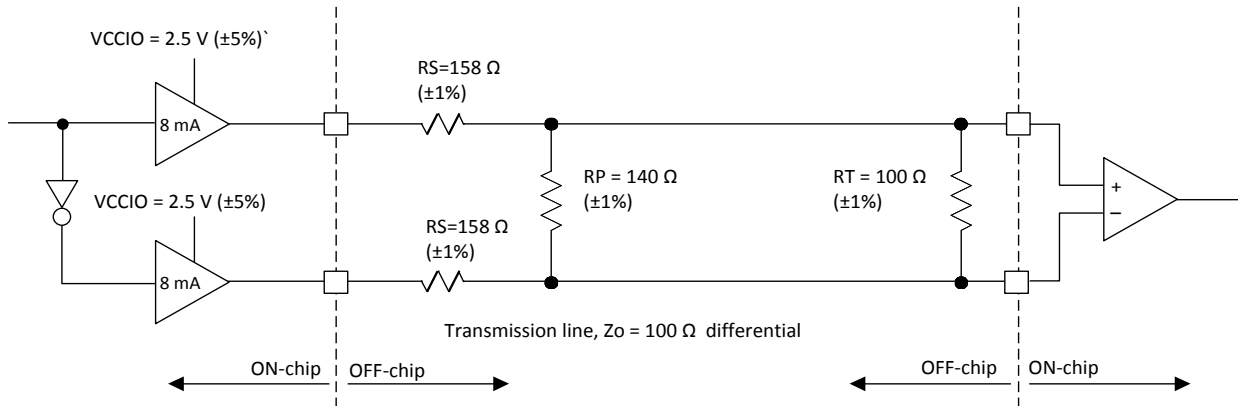 VCCIO = 2.5 V (±5%)`
8 mA
RS=158 Ω
(±1%)
VCCIO = 2.5 V (±5%)
8 mA
RS=158 Ω
(±1%)
RP = 140 Ω
(±1%)
RT = 100 Ω
(±1%)
+
–
Transmission line, Zo = 100 Ω differential
ON-chip
OFF-chip
OFF-chip
ON-chip